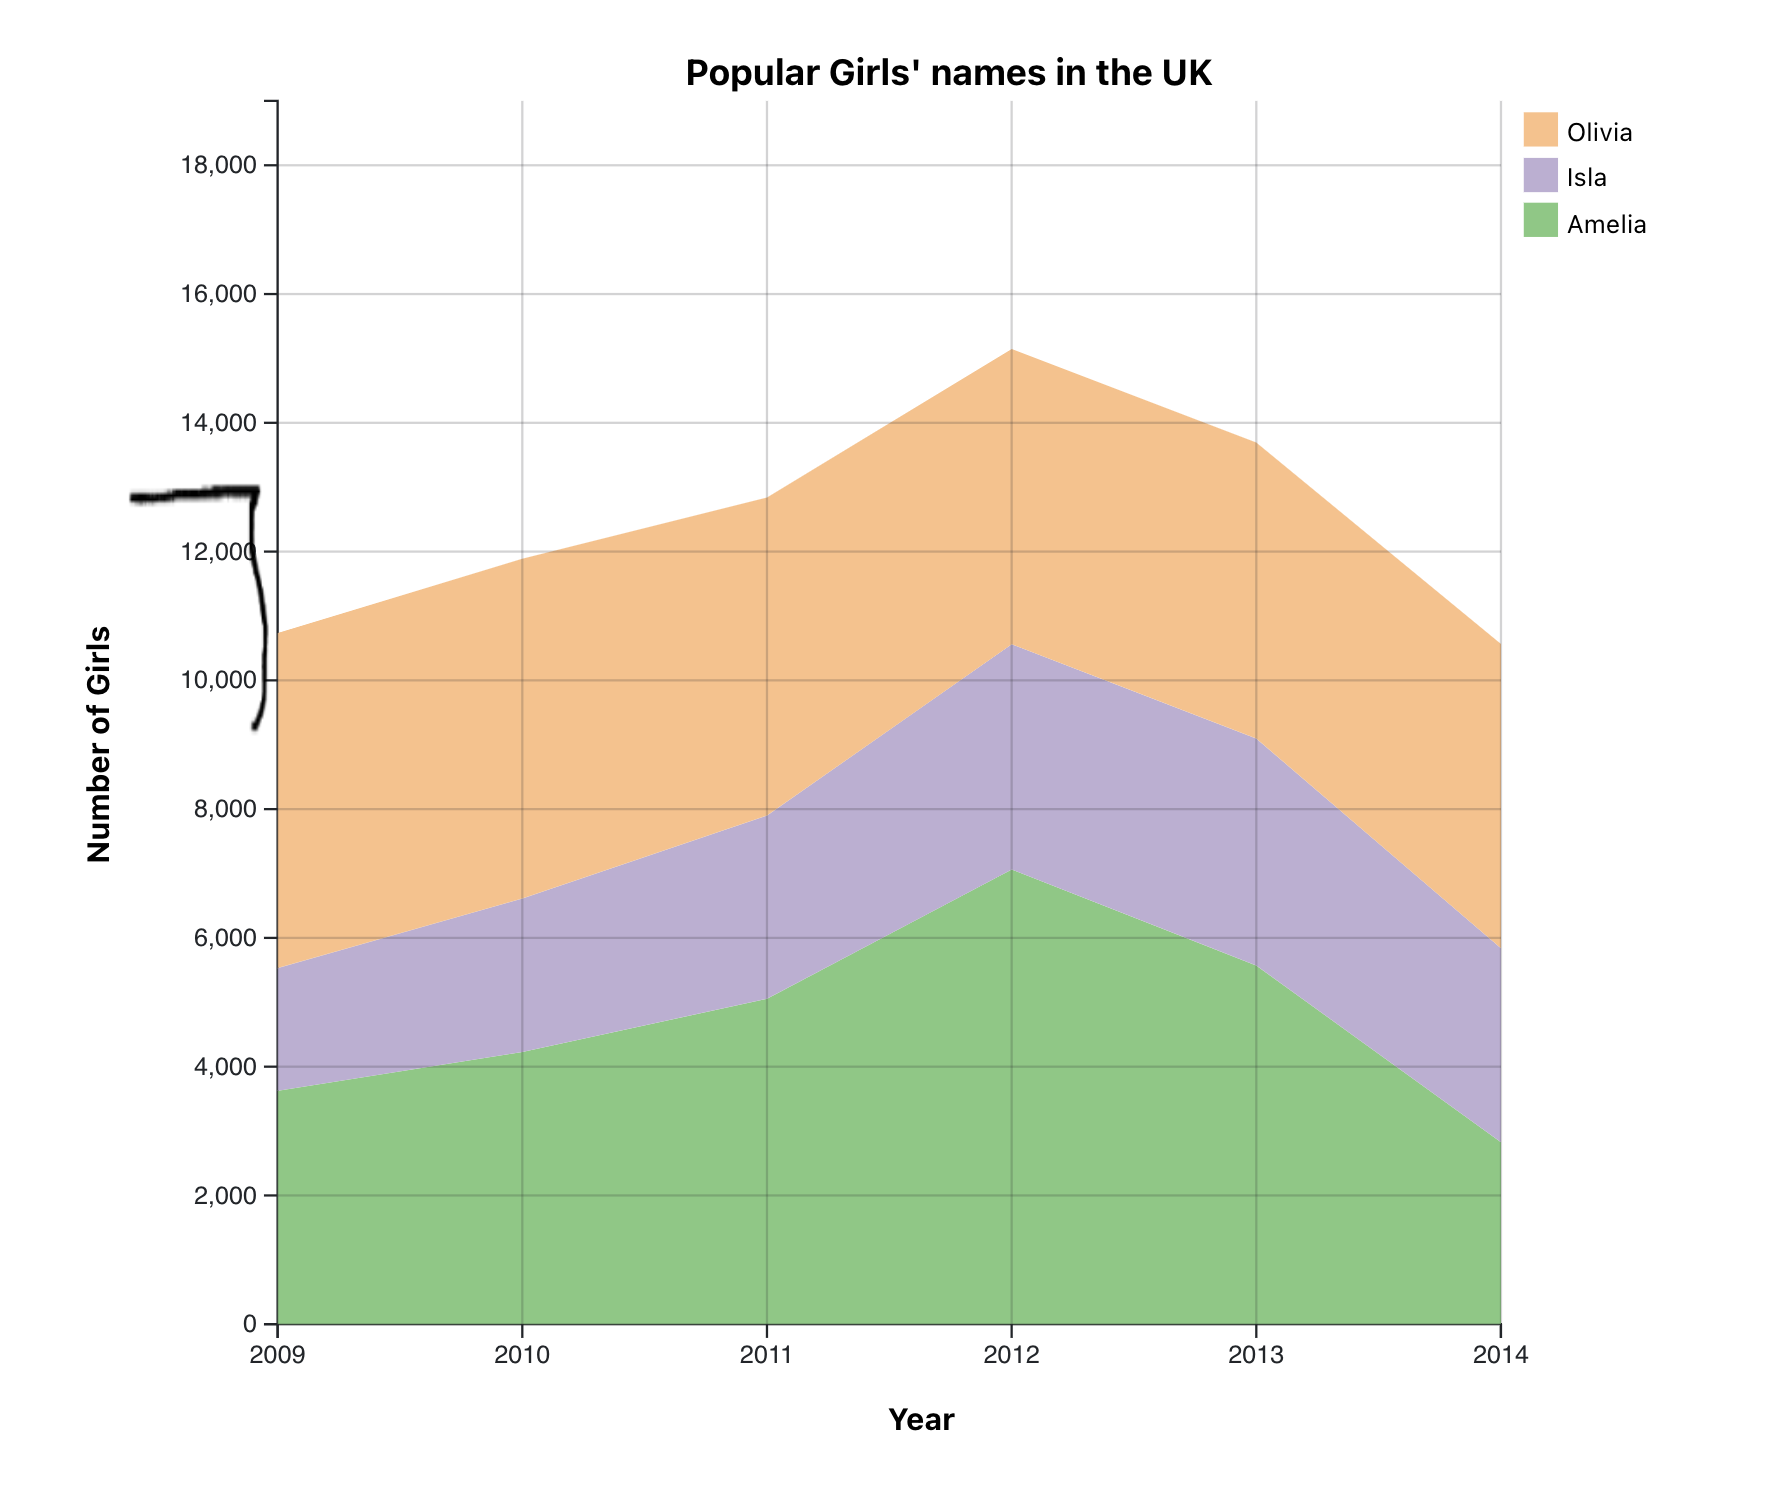 Popular Girls' names in the UK
Olivia
Isla
Amelia
18,000
16,000
14,000
12,000
10,000
8,000
6,000
4,000
2,000
0
Number of Girls
2009 2010 2011 2012 2013 2014
Year